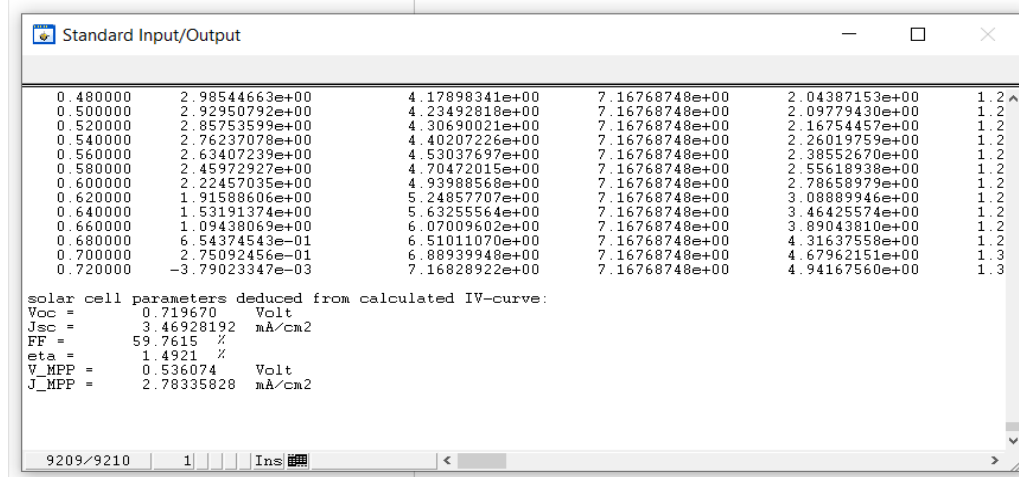 Standard Input/Output
0.480000 2.98544663e+00 4.17898341e+00 7.16768748e+00 2.04387153e+00 1.2
0.500000 2.92950792e+00 4.23492818e+00 7.16768748e+00 2.09779430e+00 1.2
0.520000 2.85753599e+00 4.30690021e+00 7.16768748e+00 2.16754457e+00 1.2
0.540000 2.76237078e+00 4.40207226e+00 7.16768748e+00 2.26019759e+00 1.2
0.560000 2.63407239e+00 4.53037697e+00 7.16768748e+00 2.38552670e+00 1.2
0.580000 2.45972927e+00 4.70472015e+00 7.16768748e+00 2.55618938e+00 1.2
0.600000 2.22457035e+00 4.93988568e+00 7.16768748e+00 2.78658979e+00 1.2
0.620000 1.91588606e+00 5.24857707e+00 7.16768748e+00 3.08889946e+00 1.2
0.640000 1.53191374e+00 5.63255564e+00 7.16768748e+00 3.46425574e+00 1.2
0.660000 1.09438069e+00 6.07009602e+00 7.16768748e+00 3.89043810e+00 1.2
0.680000 6.54374543e-01 6.51011070e+00 7.16768748e+00 4.31637558e+00 1.2
0.700000 2.75092456e-01 6.88939948e+00 7.16768748e+00 4.67962151e+00 1.3
0.720000 -3.79023347e-03 7.16828922e+00 7.16768748e+00 4.94167560e+00 1.3
solar cell parameters deduced from calculated IV-curve:
Voc = 0.719670 Volt
Jsc = 3.46928192 mA/cm2
FF = 59.7615 %
eta = 1.4921 %
V_MPP = 0.536074 Volt
J_MPP = 2.78335828 mA/cm2
9209/9210 1 Ins